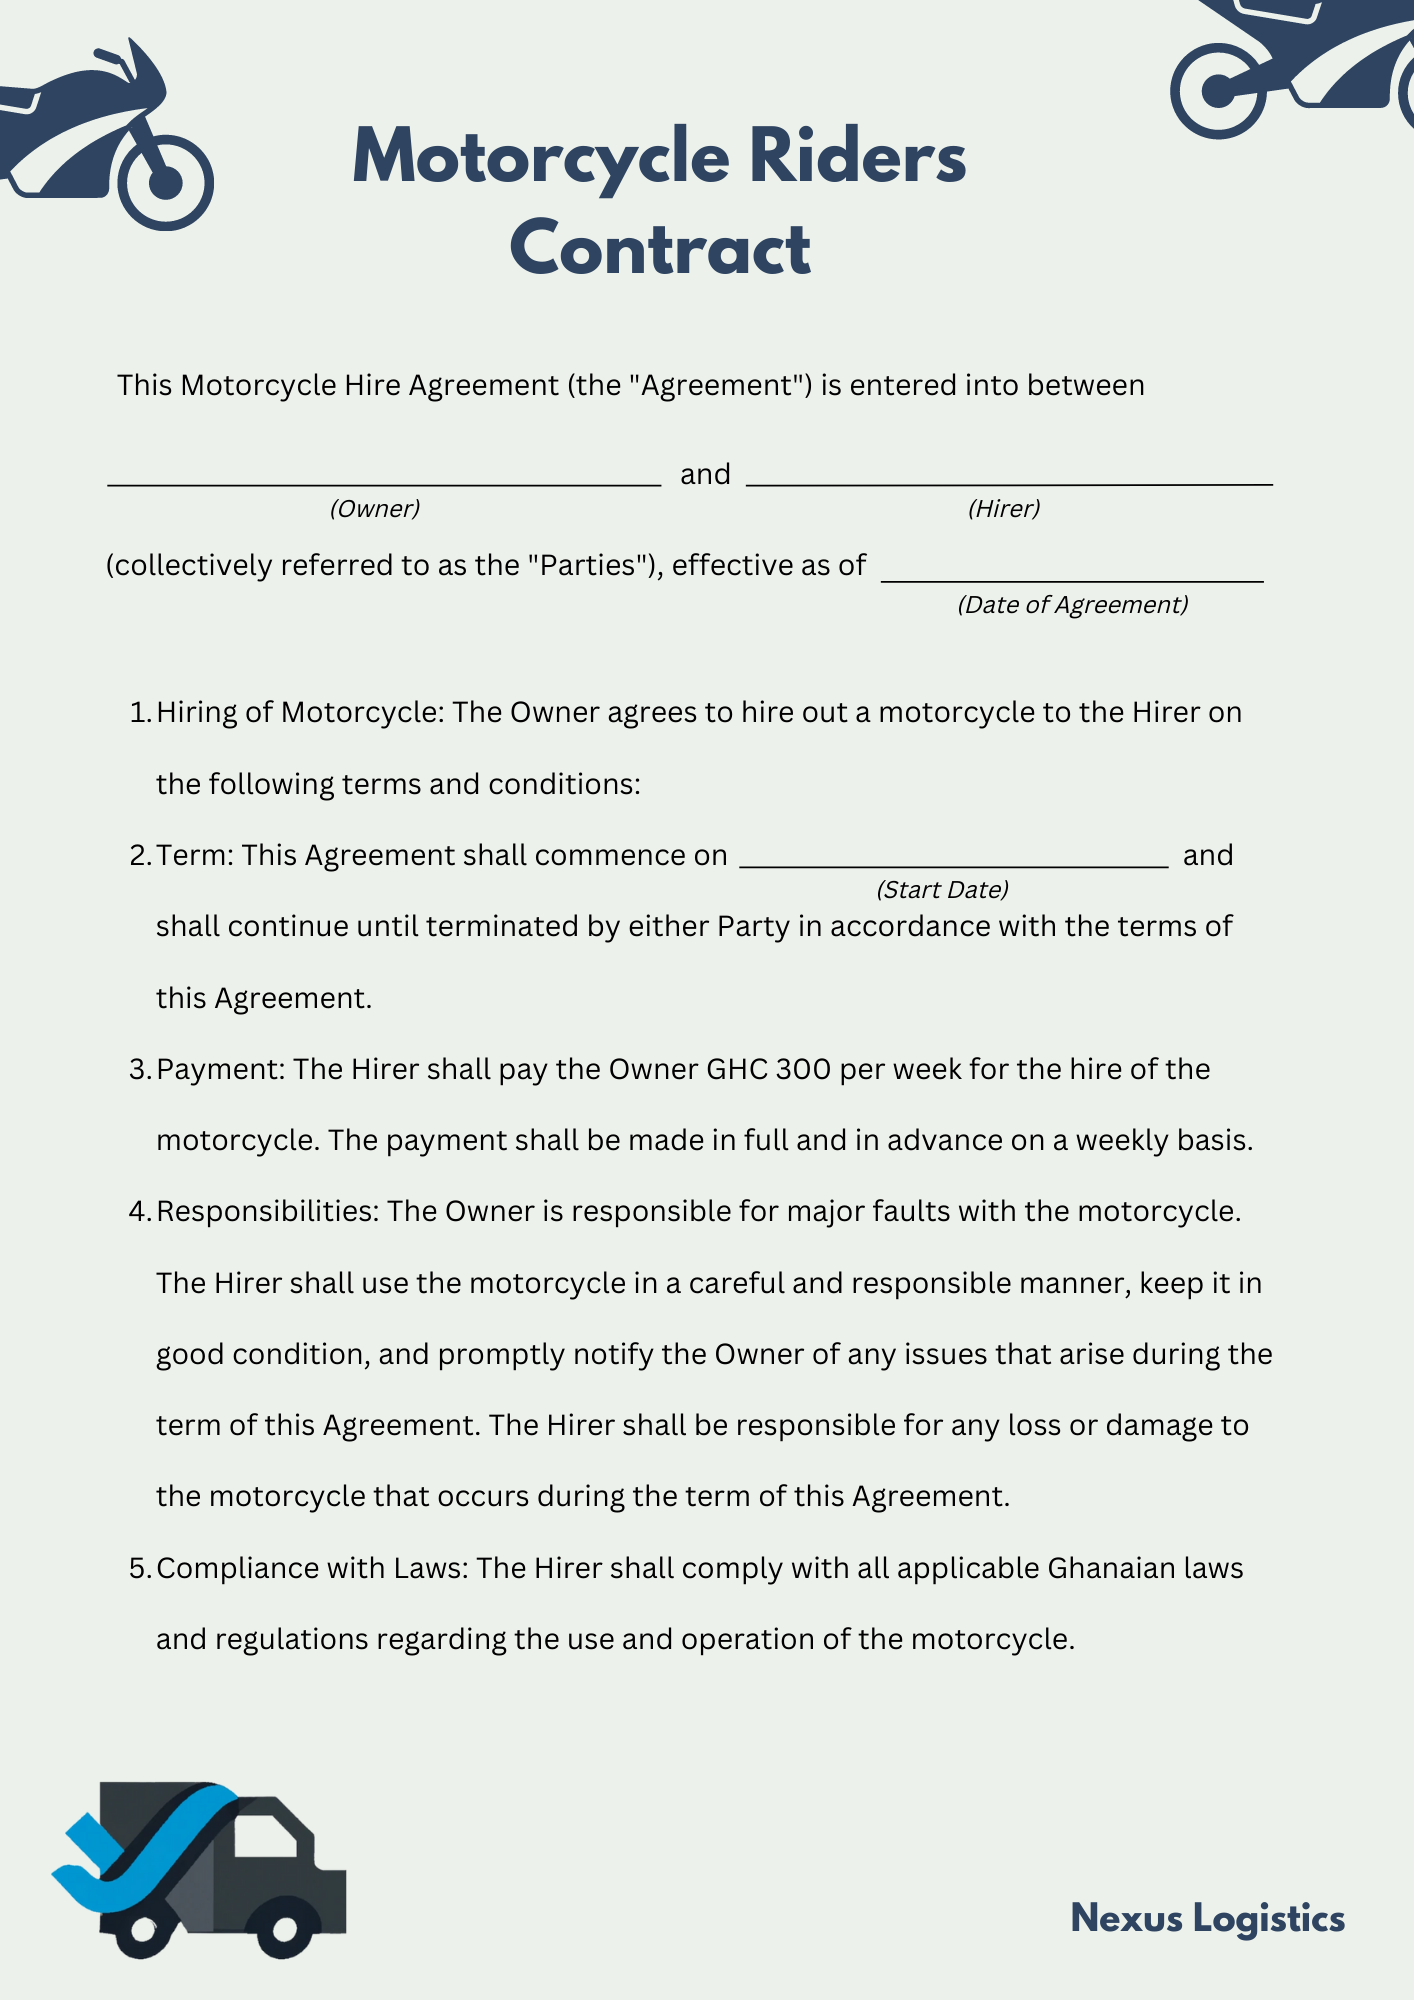 Motorcycle Riders
Contract
This Motorcycle Hire Agreement (the "Agreement") is entered into between
and
(Owner)
(Hirer)
(collectively referred to as the "Parties"), effective as of
(Date of Agreement)
1. Hiring of Motorcycle: The Owner agrees to hire out a motorcycle to the Hirer on
the following terms and conditions:
2. Term: This Agreement shall commence on and
(Start Date)
shall continue until terminated by either Party in accordance with the terms of
this Agreement.
3. Payment: The Hirer shall pay the Owner GHC 300 per week for the hire of the
motorcycle. The payment shall be made in full and in advance on a weekly basis.
4. Responsibilities: The Owner is responsible for major faults with the motorcycle.
The Hirer shall use the motorcycle in a careful and responsible manner, keep it in
good condition, and promptly notify the Owner of any issues that arise during the
term of this Agreement. The Hirer shall be responsible for any loss or damage to
the motorcycle that occurs during the term of this Agreement.
5. Compliance with Laws: The Hirer shall comply with all applicable Ghanaian laws
and regulations regarding the use and operation of the motorcycle.
Nexus Logistics